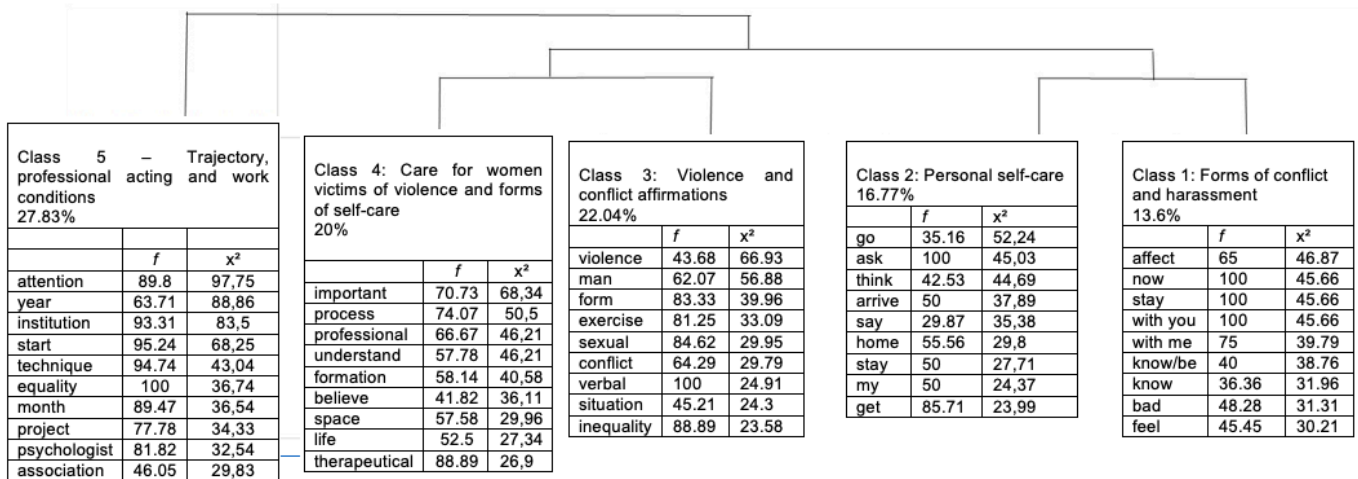 Class 5 – Trajectory,
professional acting and work
conditions
27.83%
f x²
attention 89.8 97,75
year 63.71 88,86
institution 93.31 83,5
start 95.24 68,25
technique 94.74 43,04
equality 100 36,74
month 89.47 36,54
project 77.78 34,33
psychologist 81.82 32,54
association 46.05 29,83
Class 4: Care for women
victims of violence and forms
of self-care
20%
f x²
important 70.73 68,34
process 74.07 50,5
professional 66.67 46,21
understand 57.78 46,21
formation 58.14 40,58
believe 41.82 36,11
space 57.58 29,96
life 52.5 27,34
therapeutical 88.89 26,9
Class 3: Violence and
conflict affirmations
22.04%
f x²
violence 43.68 66.93
man 62.07 56.88
form 83.33 39.96
exercise 81.25 33.09
sexual 84.62 29.95
conflict 64.29 29.79
verbal 100 24.91
situation 45.21 24.3
inequality 88.89 23.58
Class 2: Personal self-care
16.77%
f x²
go 35.16 52,24
ask 100 45,03
think 42.53 44,69
arrive 50 37,89
say 29.87 35,38
home 55.56 29,8
stay 50 27,71
my 50 24,37
get 85.71 23,99
Class 1: Forms of conflict
and harassment
13.6%
f x²
affect 65 46.87
now 100 45.66
stay 100 45.66
with you 100 45.66
with me 75 39.79
know/be 40 38.76
know 36.36 31.96
bad 48.28 31.31
feel 45.45 30.21